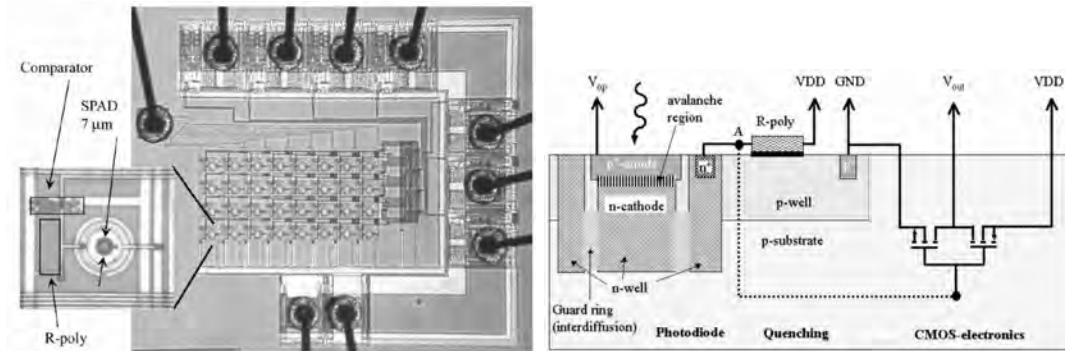 Comparator
SPAD
7 μm
R-poly
V_op
VDD
GND
V_out
VDD
avalanche
region
R-poly
A
p+-anode
n+
p+
n-cathode
p-well
p-substrate
n-well
Guard ring
(interdiffusion)
Photodiode
Quenching
CMOS-electronics